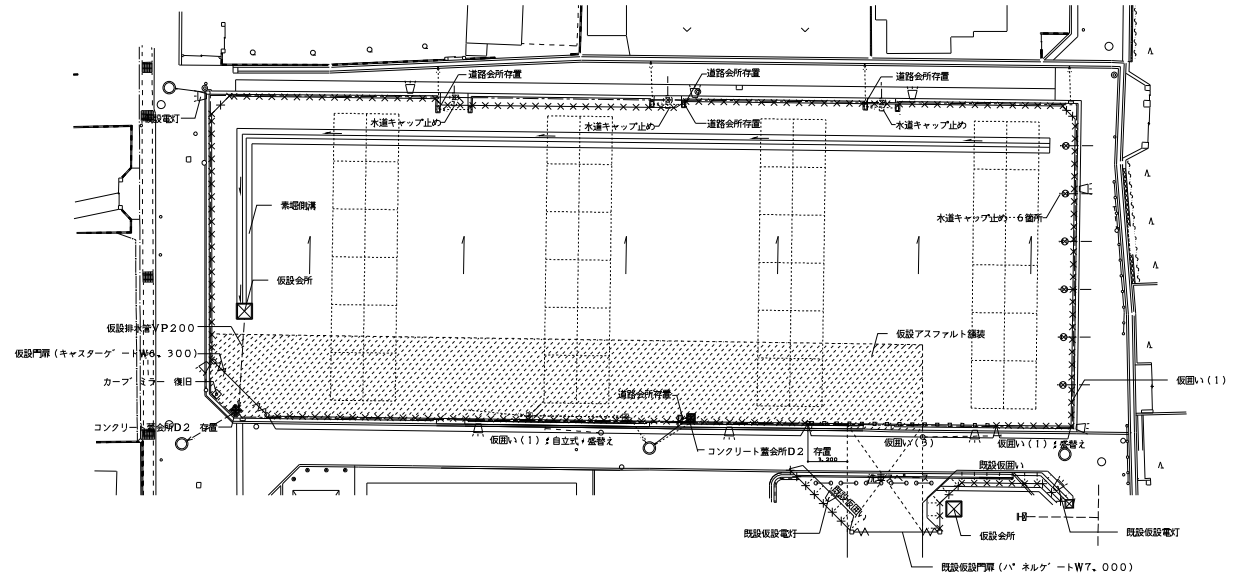 道路会所存置
道路会所存置
道路会所存置
水道キャップ止め
水道キャップ止め
道路会所存置
水道キャップ止め
素堀側溝
水道キャップ止め・6箇所
仮設会所
仮設排水管VP200
仮設アスファルト舗装
仮設門扉(キャスターゲートW6.300)
カーブミラー 復旧
仮囲い(1)
道路会所存置
コンクリート蓋会所D2 存置
仮囲い(1):自立式・盛替え
仮囲い(1):盛替え
コンクリート蓋会所D2 存置
既設仮囲い
既設仮囲い
既設仮設電灯
仮設会所
既設仮設電灯
既設仮設門扉(パネルゲートW7.000)